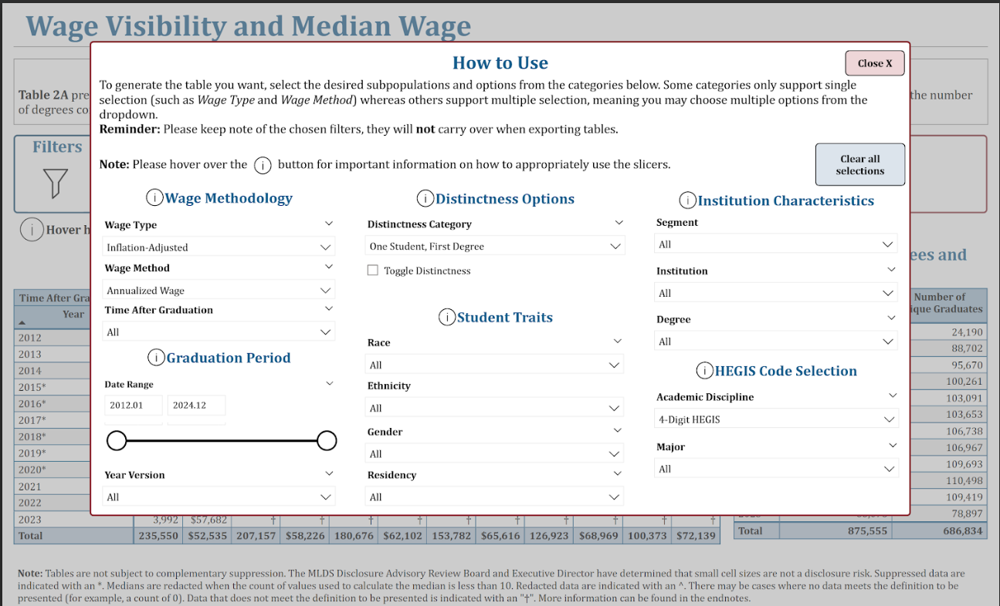 Wage Visibility and Median Wage
How to Use
Close X
To generate the table you want, select the desired subpopulations and options from the categories below. Some categories only support single
selection (such as Wage Type and Wage Method) whereas others support multiple selection, meaning you may choose multiple options from the
dropdown.
Reminder: Please keep note of the chosen filters, they will not carry over when exporting tables.
Note: Please hover over the i button for important information on how to appropriately use the slicers.
Clear all
selections
Table 2A pre
of degrees co
the number
Filters
i Hover h
i Wage Methodology
Wage Type
Inflation-Adjusted
Wage Method
Annualized Wage
Time After Graduation
All
i Graduation Period
Date Range
2012.01 2024.12
Year Version
All
i Distinctness Options
Distinctness Category
One Student, First Degree
Toggle Distinctness
i Student Traits
Race
All
Ethnicity
All
Gender
All
Residency
All
i Institution Characteristics
Segment
All
Institution
All
Degree
All
i HEGIS Code Selection
Academic Discipline
4-Digit HEGIS
Major
All
ees and
Time After Gra
Year
2012
2013
2014
2015*
2016*
2017*
2018*
2019*
2020*
2021
2022
2023 3,992 $57,682 † † † † † † † † † †
Total 235,550 $52,535 207,157 $58,226 180,676 $62,102 153,782 $65,616 126,923 $68,969 100,373 $72,139
Number of
ique Graduates
24,190
88,702
95,670
100,261
103,091
103,653
106,738
106,967
109,693
110,498
109,419
78,897
Total 875,555 686,834
Note: Tables are not subject to complementary suppression. The MLDS Disclosure Advisory Review Board and Executive Director have determined that small cell sizes are not a disclosure risk. Suppressed data are
indicated with an *. Medians are redacted when the count of values used to calculate the median is less than 10. Redacted data are indicated with an ^. There may be cases where no data meets the definition to be
presented (for example, a count of 0). Data that does not meet the definition to be presented is indicated with an "†". More information can be found in the endnotes.